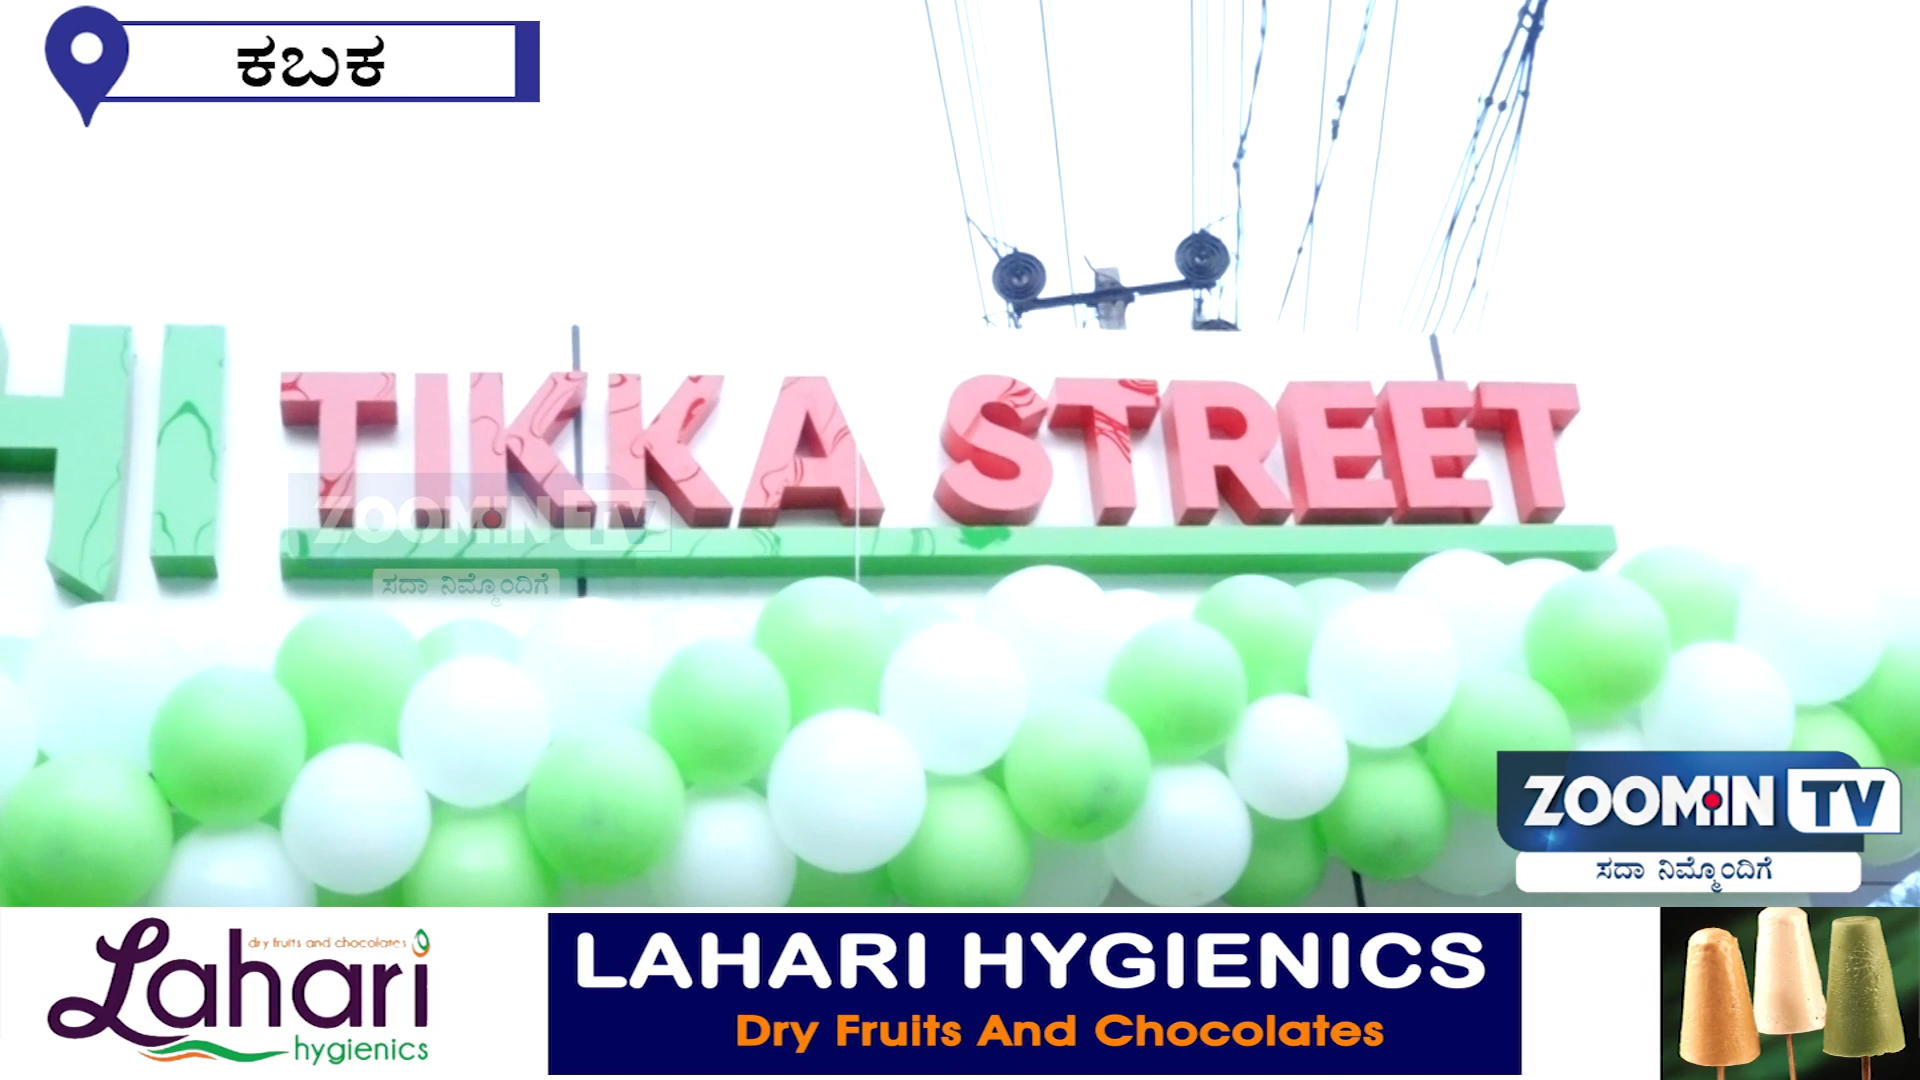 ಕಬಕ
HI TIKKA STREET
ZOOMIN TV
ಸದಾ ನಿಮ್ಮೊಂದಿಗೆ
ZOOMIN TV
ಸದಾ ನಿಮ್ಮೊಂದಿಗೆ
dry fruits and chocolates
Lahari
hygienics
LAHARI HYGIENICS
Dry Fruits And Chocolates